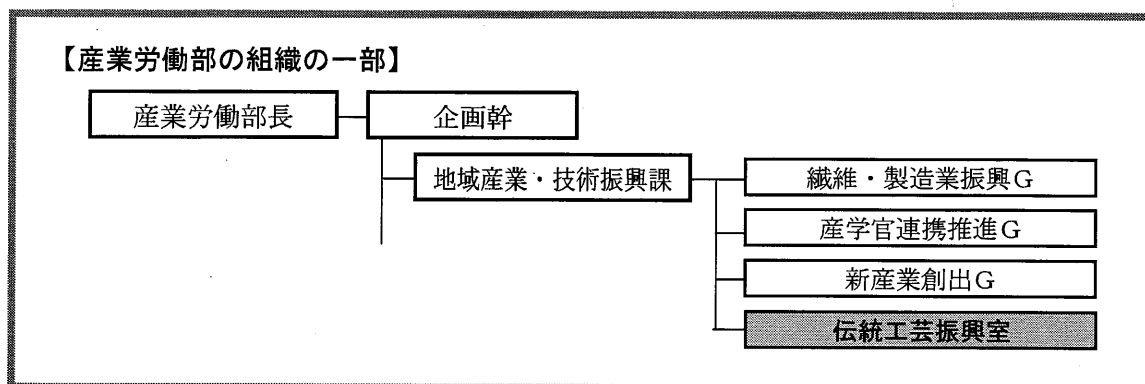 【産業労働部の組織の一部】
産業労働部長
企画幹
地域産業・技術振興課
繊維・製造業振興G
産学官連携推進G
新産業創出G
伝統工芸振興室